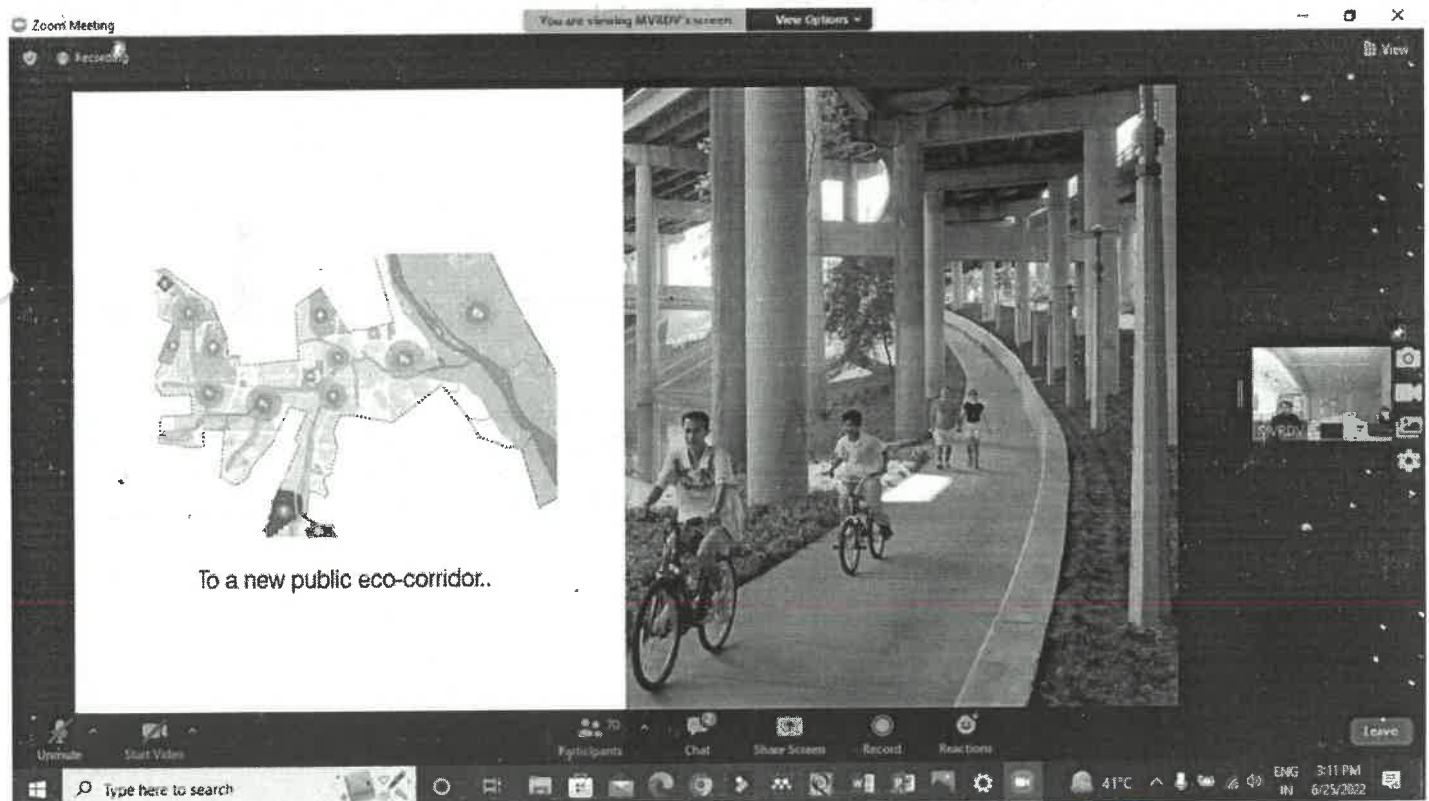 Zoom Meeting
You are viewing MVRDV's screen
View Options
Recording
View
To a new public eco-corridor..
MVRDV
Unmute
Start Video
70
Participants
2
Chat
Share Screen
Record
Reactions
Leave
Type here to search
41°C
ENG
IN
3:11 PM
6/25/2022